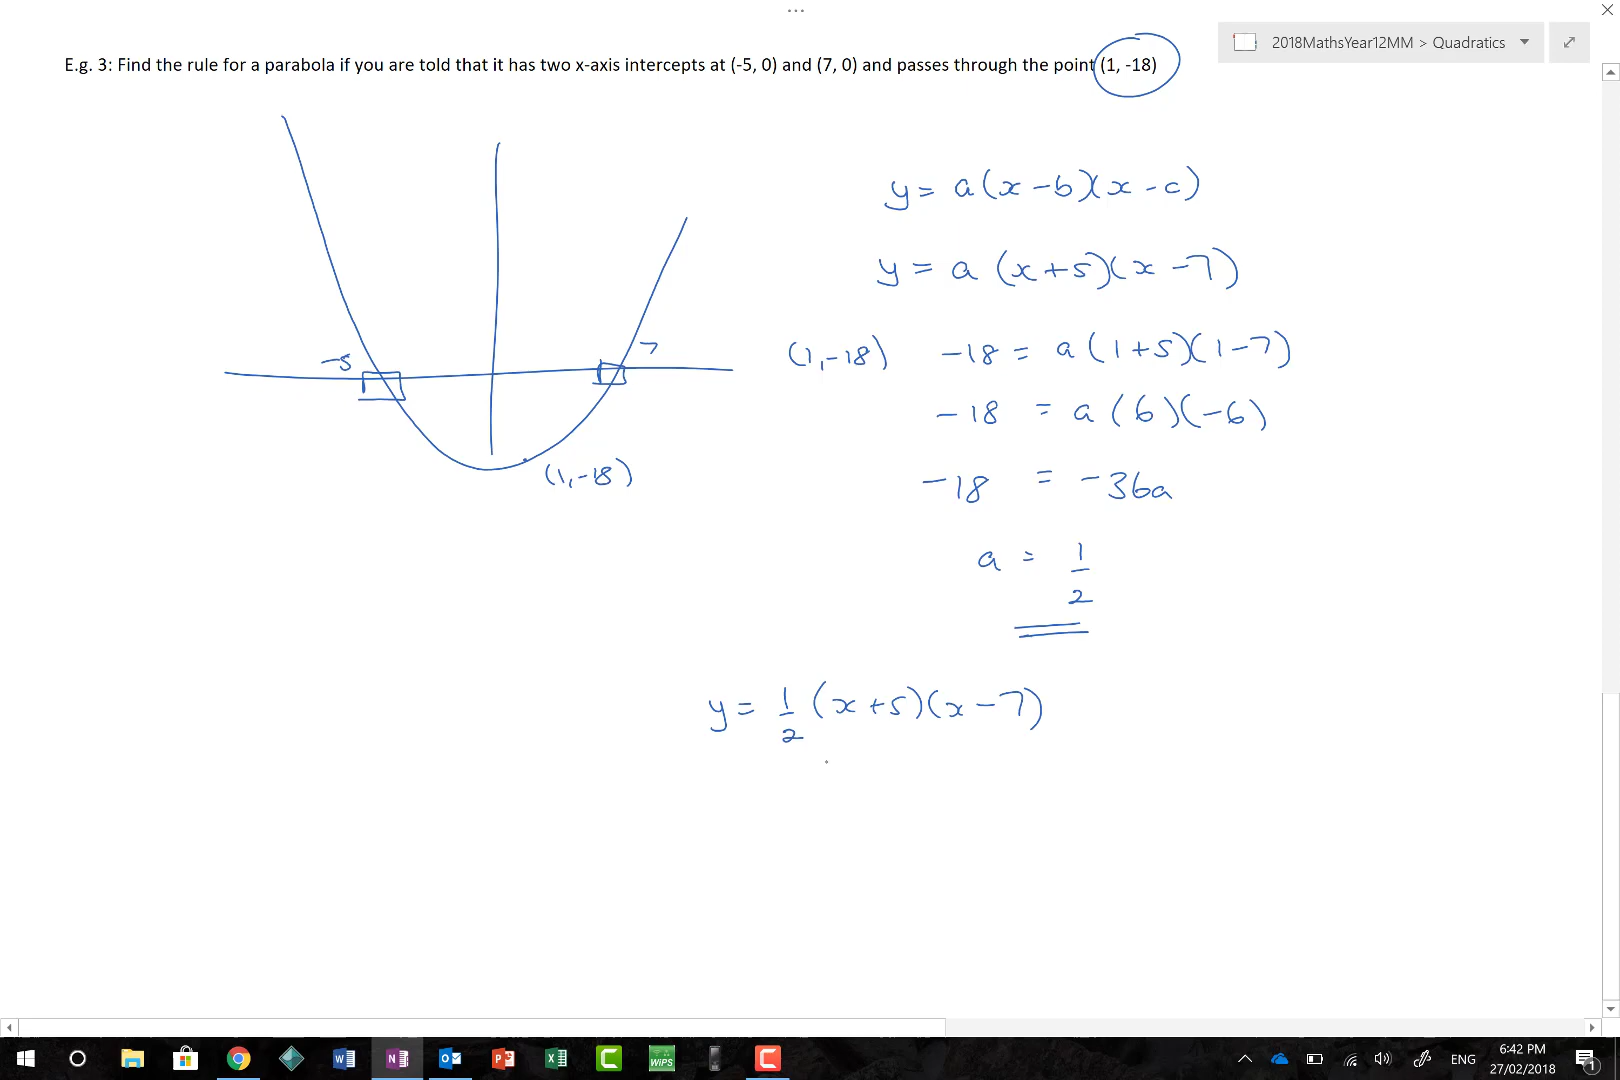 2018MathsYear12MM > Quadratics
E.g. 3: Find the rule for a parabola if you are told that it has two x-axis intercepts at (-5, 0) and (7, 0) and passes through the point (1, -18)
y = a(x - b)(x - c)
y = a (x + 5)(x - 7)
-5
7
(1, -18)
(1, -18) -18 = a (1 + 5)(1 - 7)
-18 = a (6)(-6)
-18 = -36a
a = 1/2
y = 1/2 (x + 5)(x - 7)
WiPS
ENG
6:42 PM
27/02/2018
1